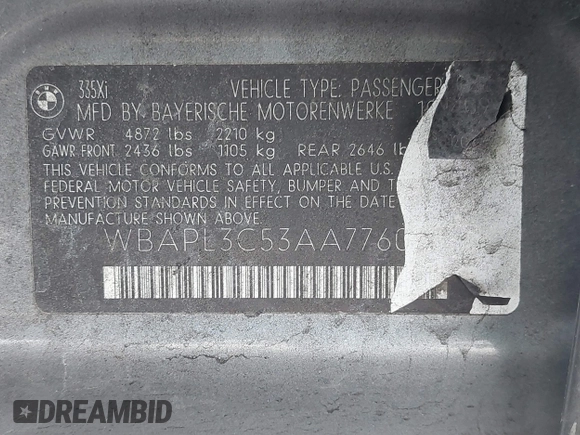 BMW
335Xi VEHICLE TYPE: PASSENGER
MFD BY BAYERISCHE MOTORENWERKE
GVWR 4872 lbs 2210 kg
GAWR FRONT 2436 lbs 1105 kg REAR 2646
THIS VEHICLE CONFORMS TO ALL APPLICABLE U.S.
FEDERAL MOTOR VEHICLE SAFETY, BUMPER AND
PREVENTION STANDARDS IN EFFECT ON THE DATE
MANUFACTURE SHOWN ABOVE.
WBAPL3C53AA7760
DREAMBID